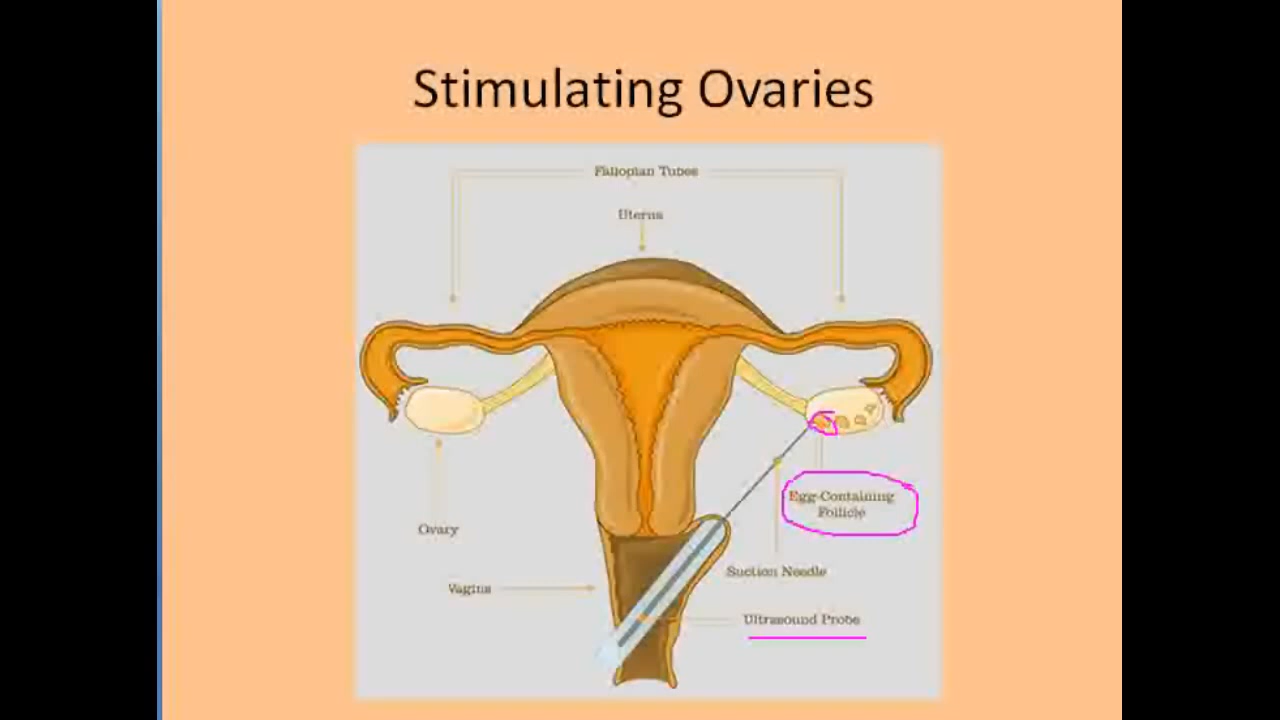 Stimulating Ovaries
Fallopian Tubes
Uterus
Egg-Containing
Follicle
Ovary
Suction Needle
Vagina
Ultrasound Probe